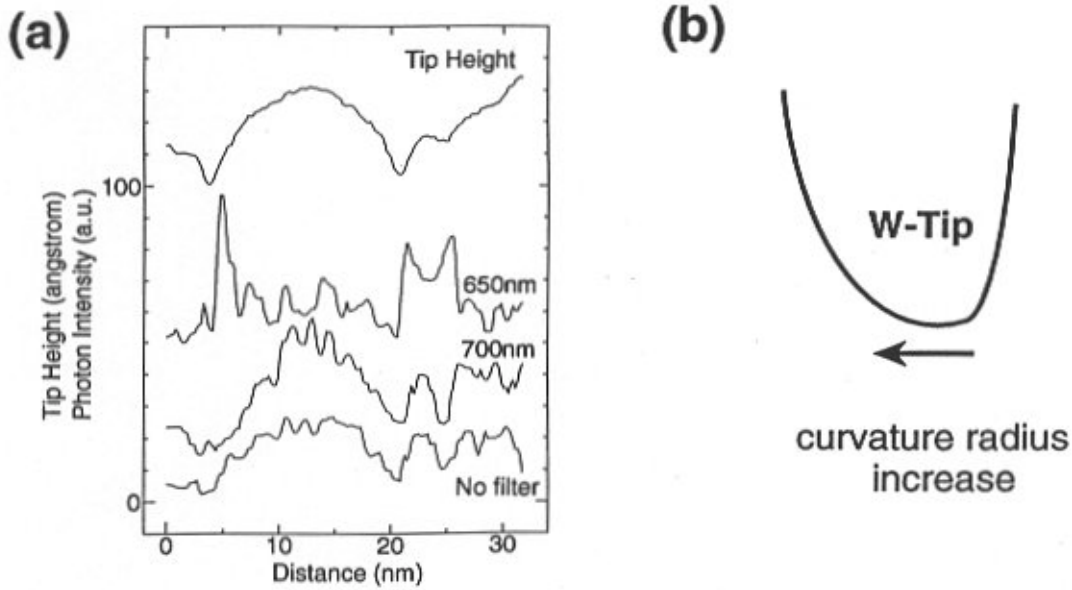 (a)
Tip Height
100
650nm
700nm
No filter
0
Tip Height (angstrom)
Photon Intensity (a.u.)
0
10
20
30
Distance (nm)
(b)
W-Tip
curvature radius
increase